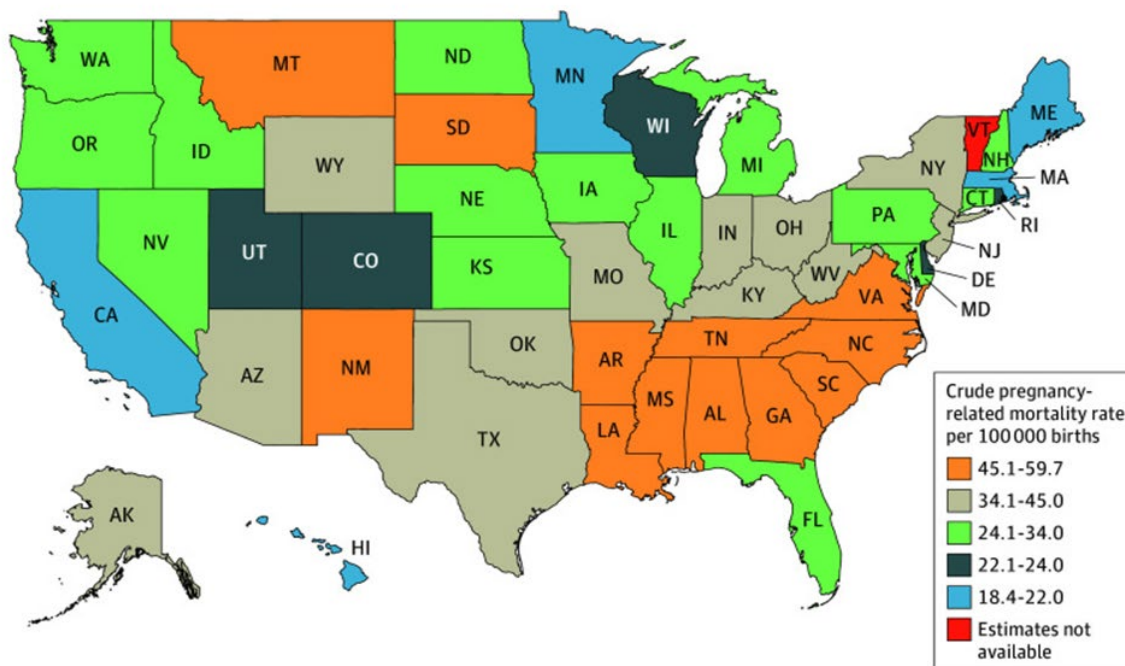 WA
MT
ND
MN
ME
OR
ID
SD
WI
VT
NH
WY
MI
NY
MA
NE
IA
CT
RI
NV
UT
CO
KS
IL
IN
OH
PA
NJ
CA
MO
WV
DE
KY
VA
MD
AZ
NM
OK
AR
TN
NC
TX
MS
AL
GA
SC
LA
AK
HI
FL
Crude pregnancy-
related mortality rate
per 100 000 births
45.1-59.7
34.1-45.0
24.1-34.0
22.1-24.0
18.4-22.0
Estimates not
available